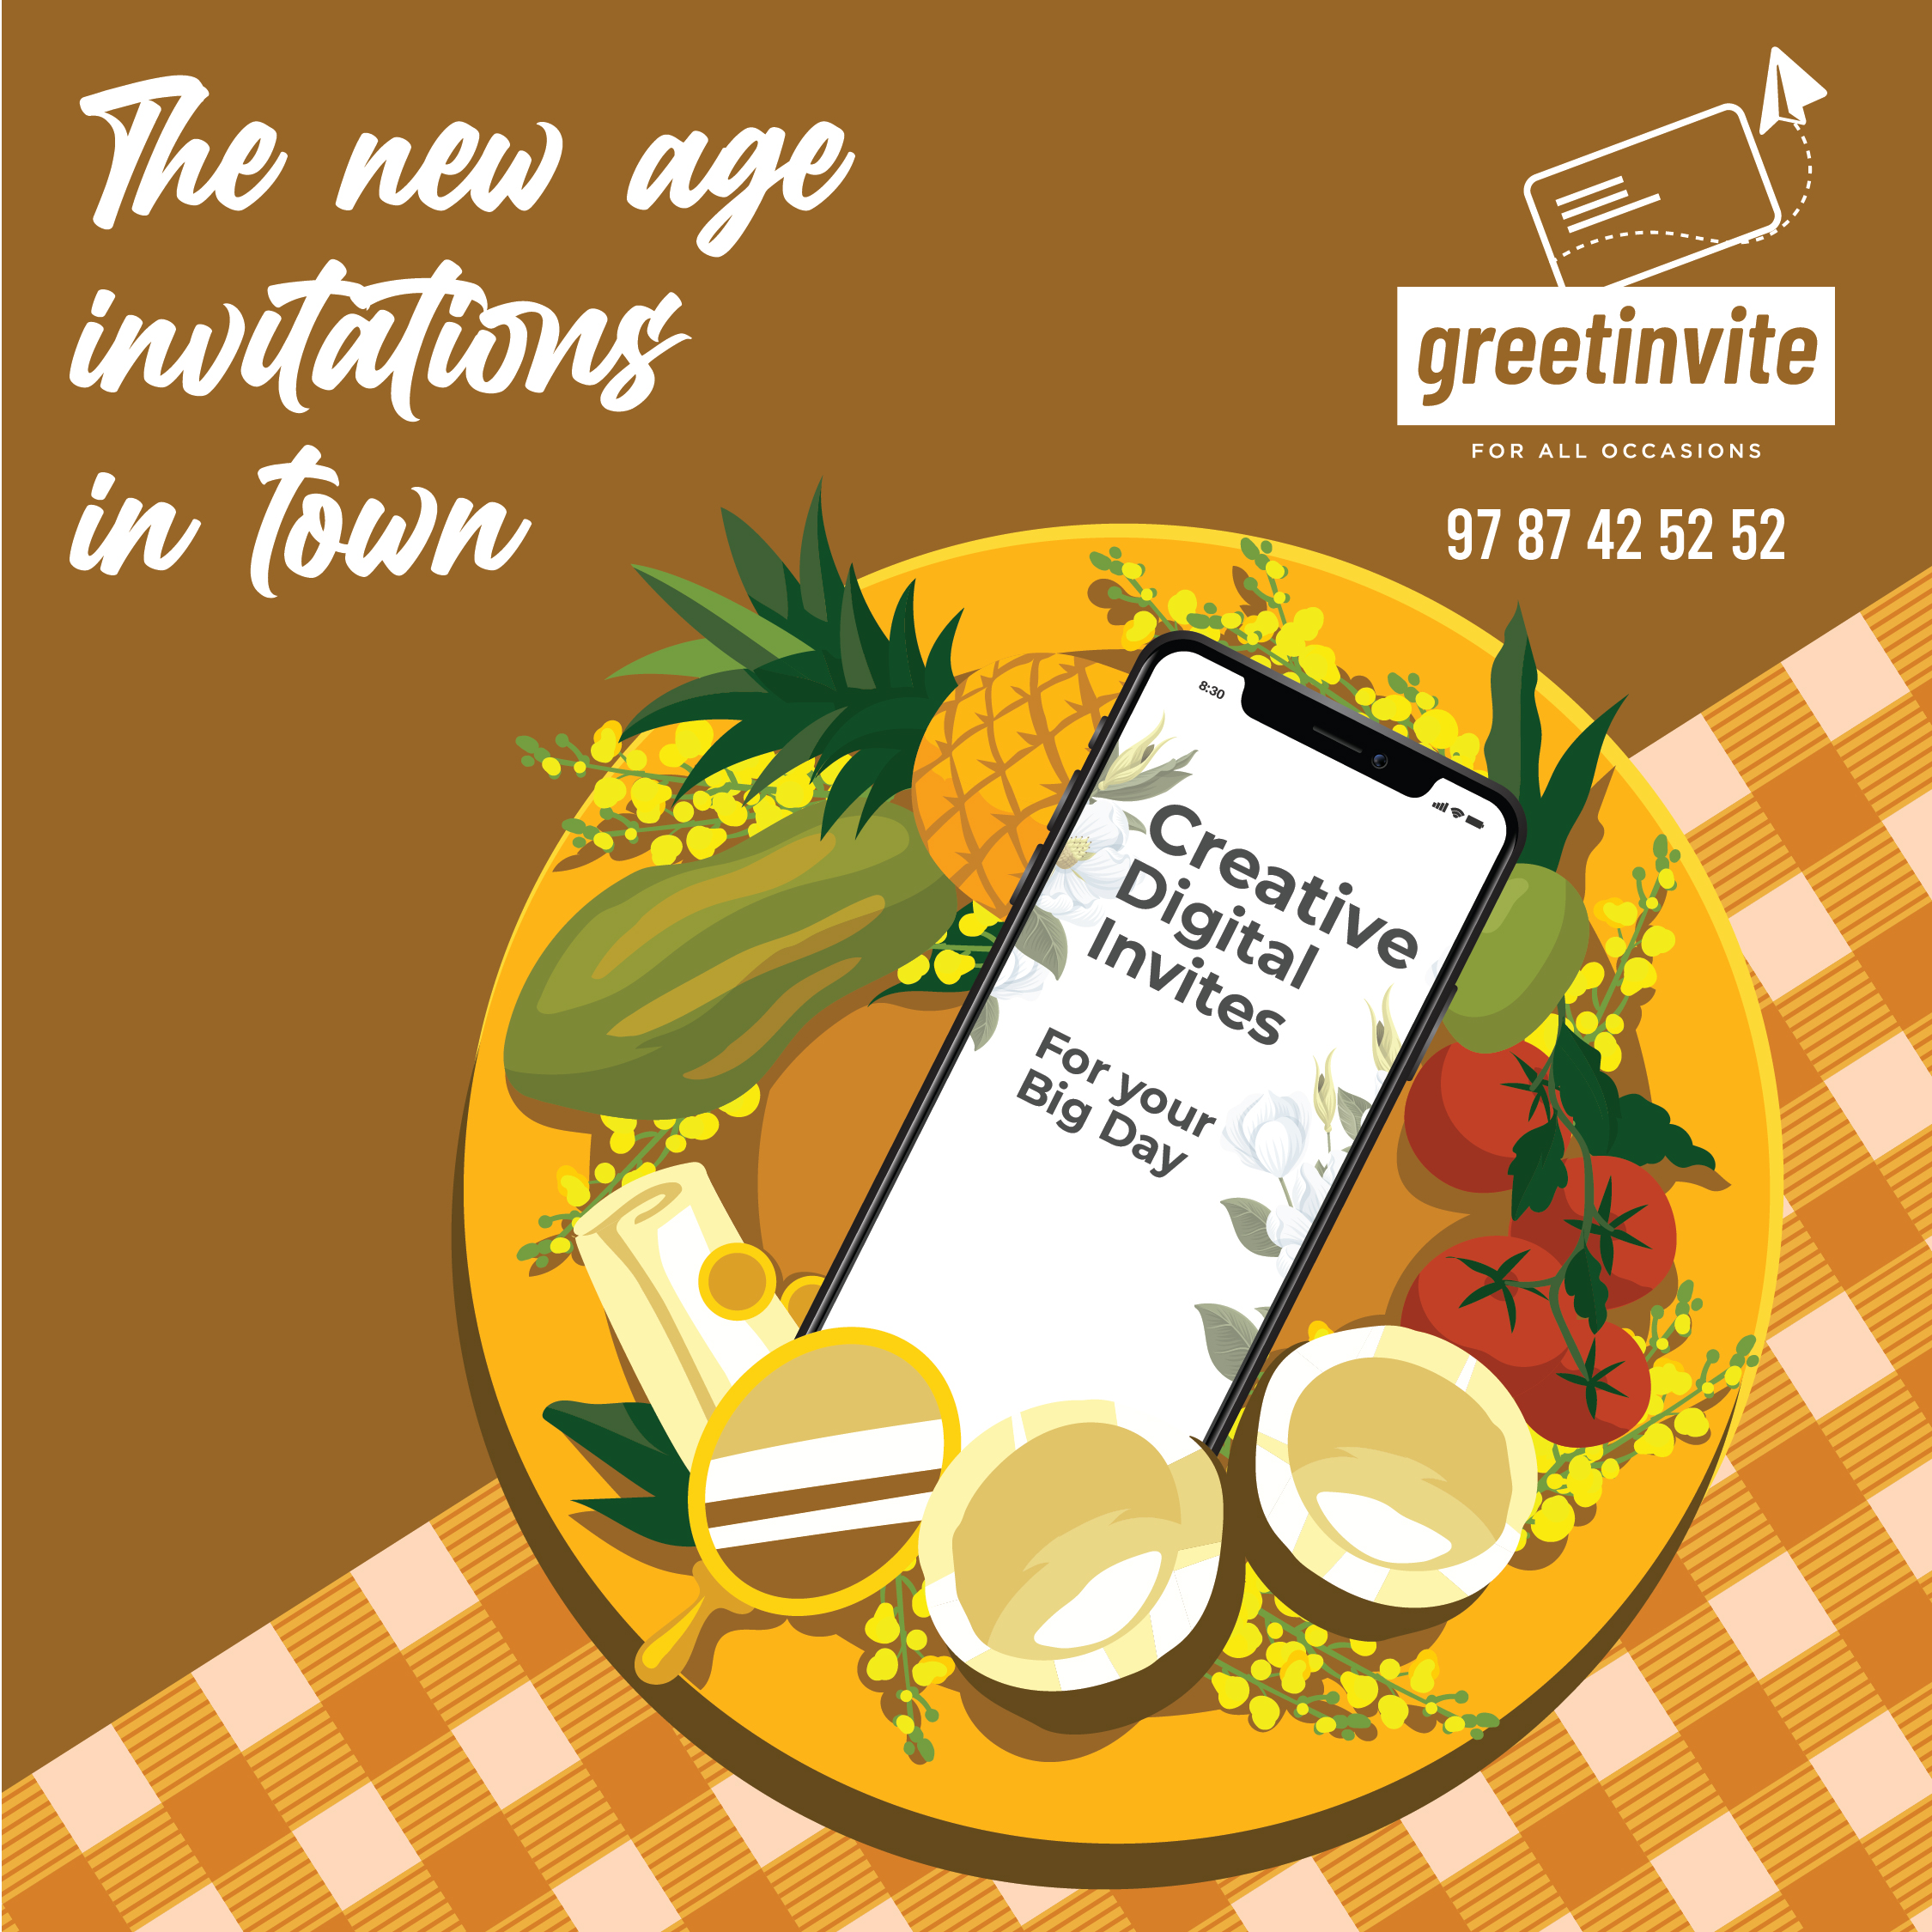 The new age
invitations
in town
greetinvite
FOR ALL OCCASIONS
97 87 42 52 52
8:30
Creative
Digital
Invites
For your
Big Day